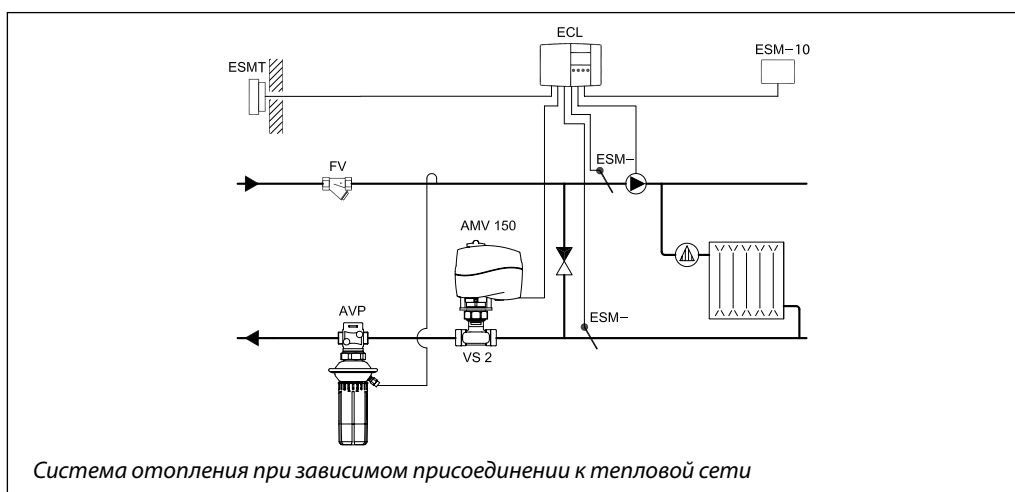 ECL
ESMT
ESM-10
FV
ESM-
AMV 150
AVP
ESM-
VS 2
Система отопления при зависимом присоединении к тепловой сети